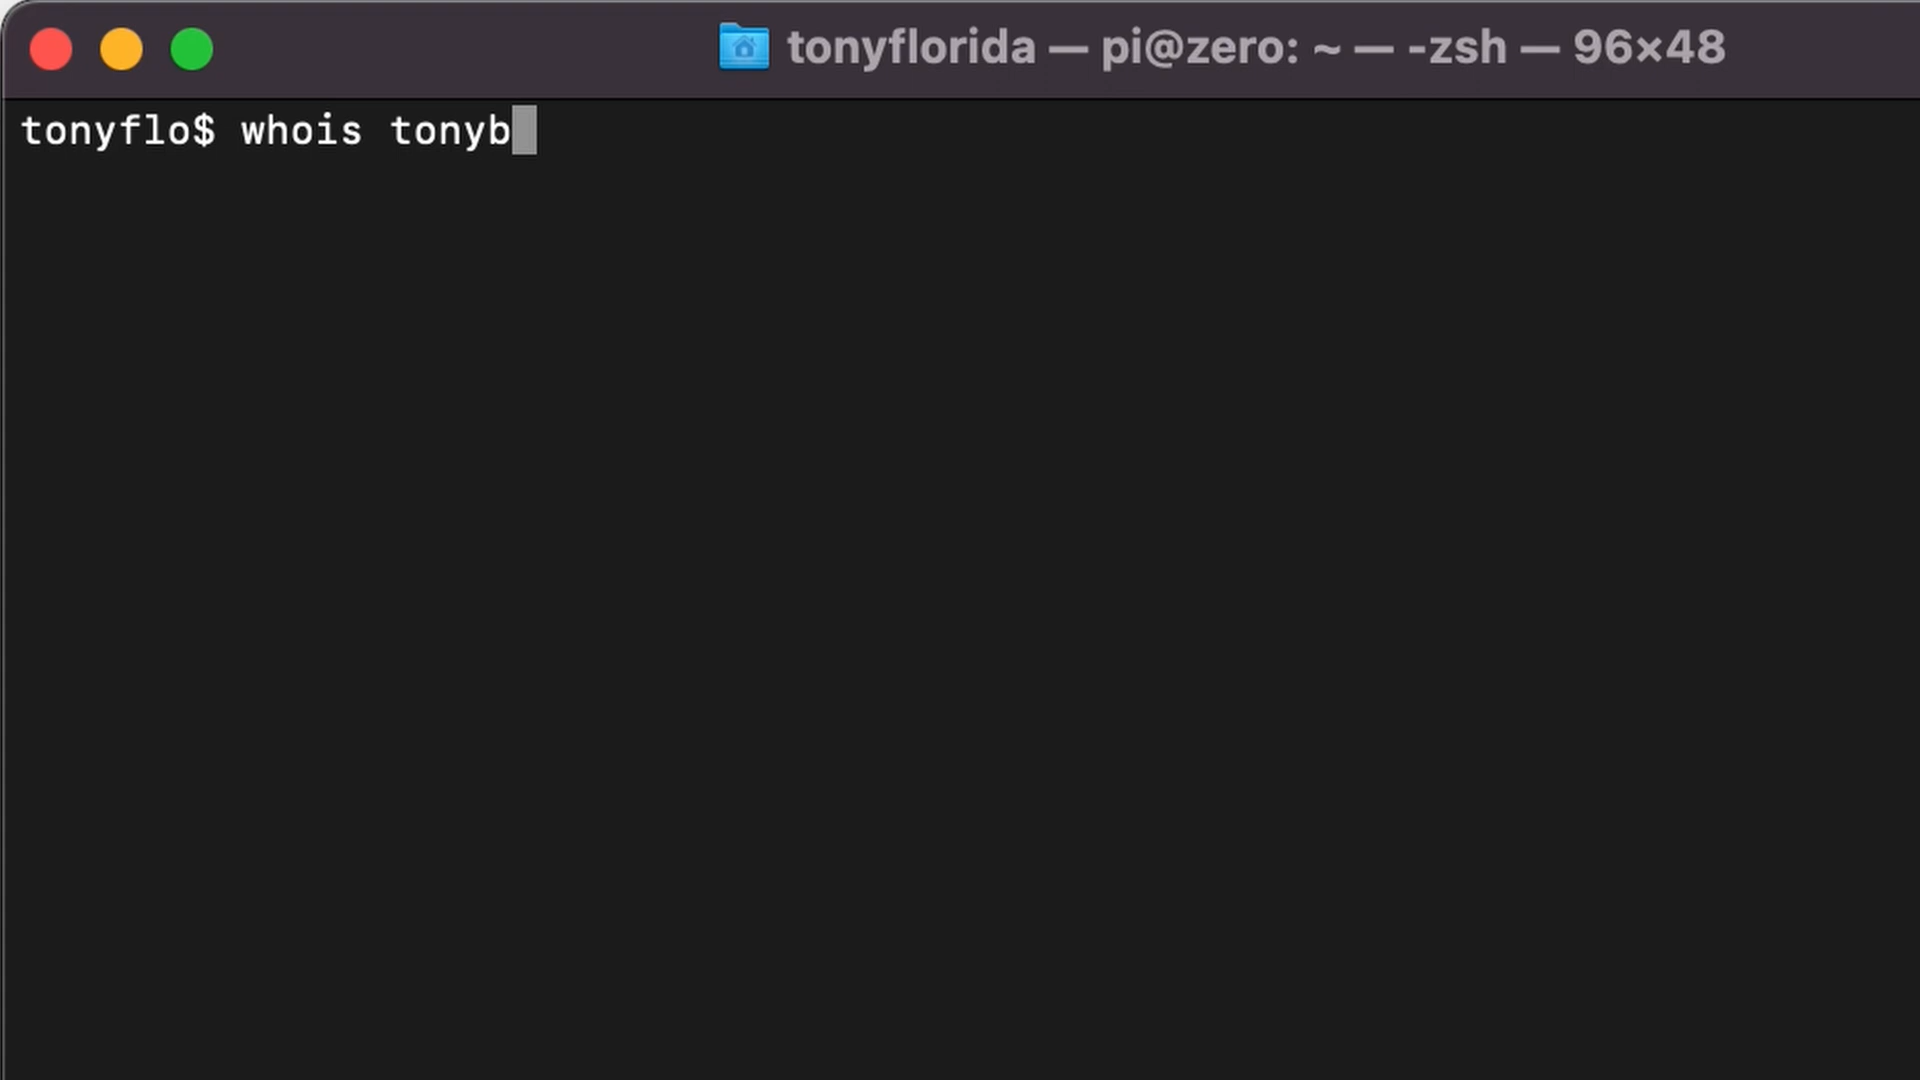 tonyflorida — pi@zero: ~ — -zsh — 96×48
tonyflo$ whois tonyb